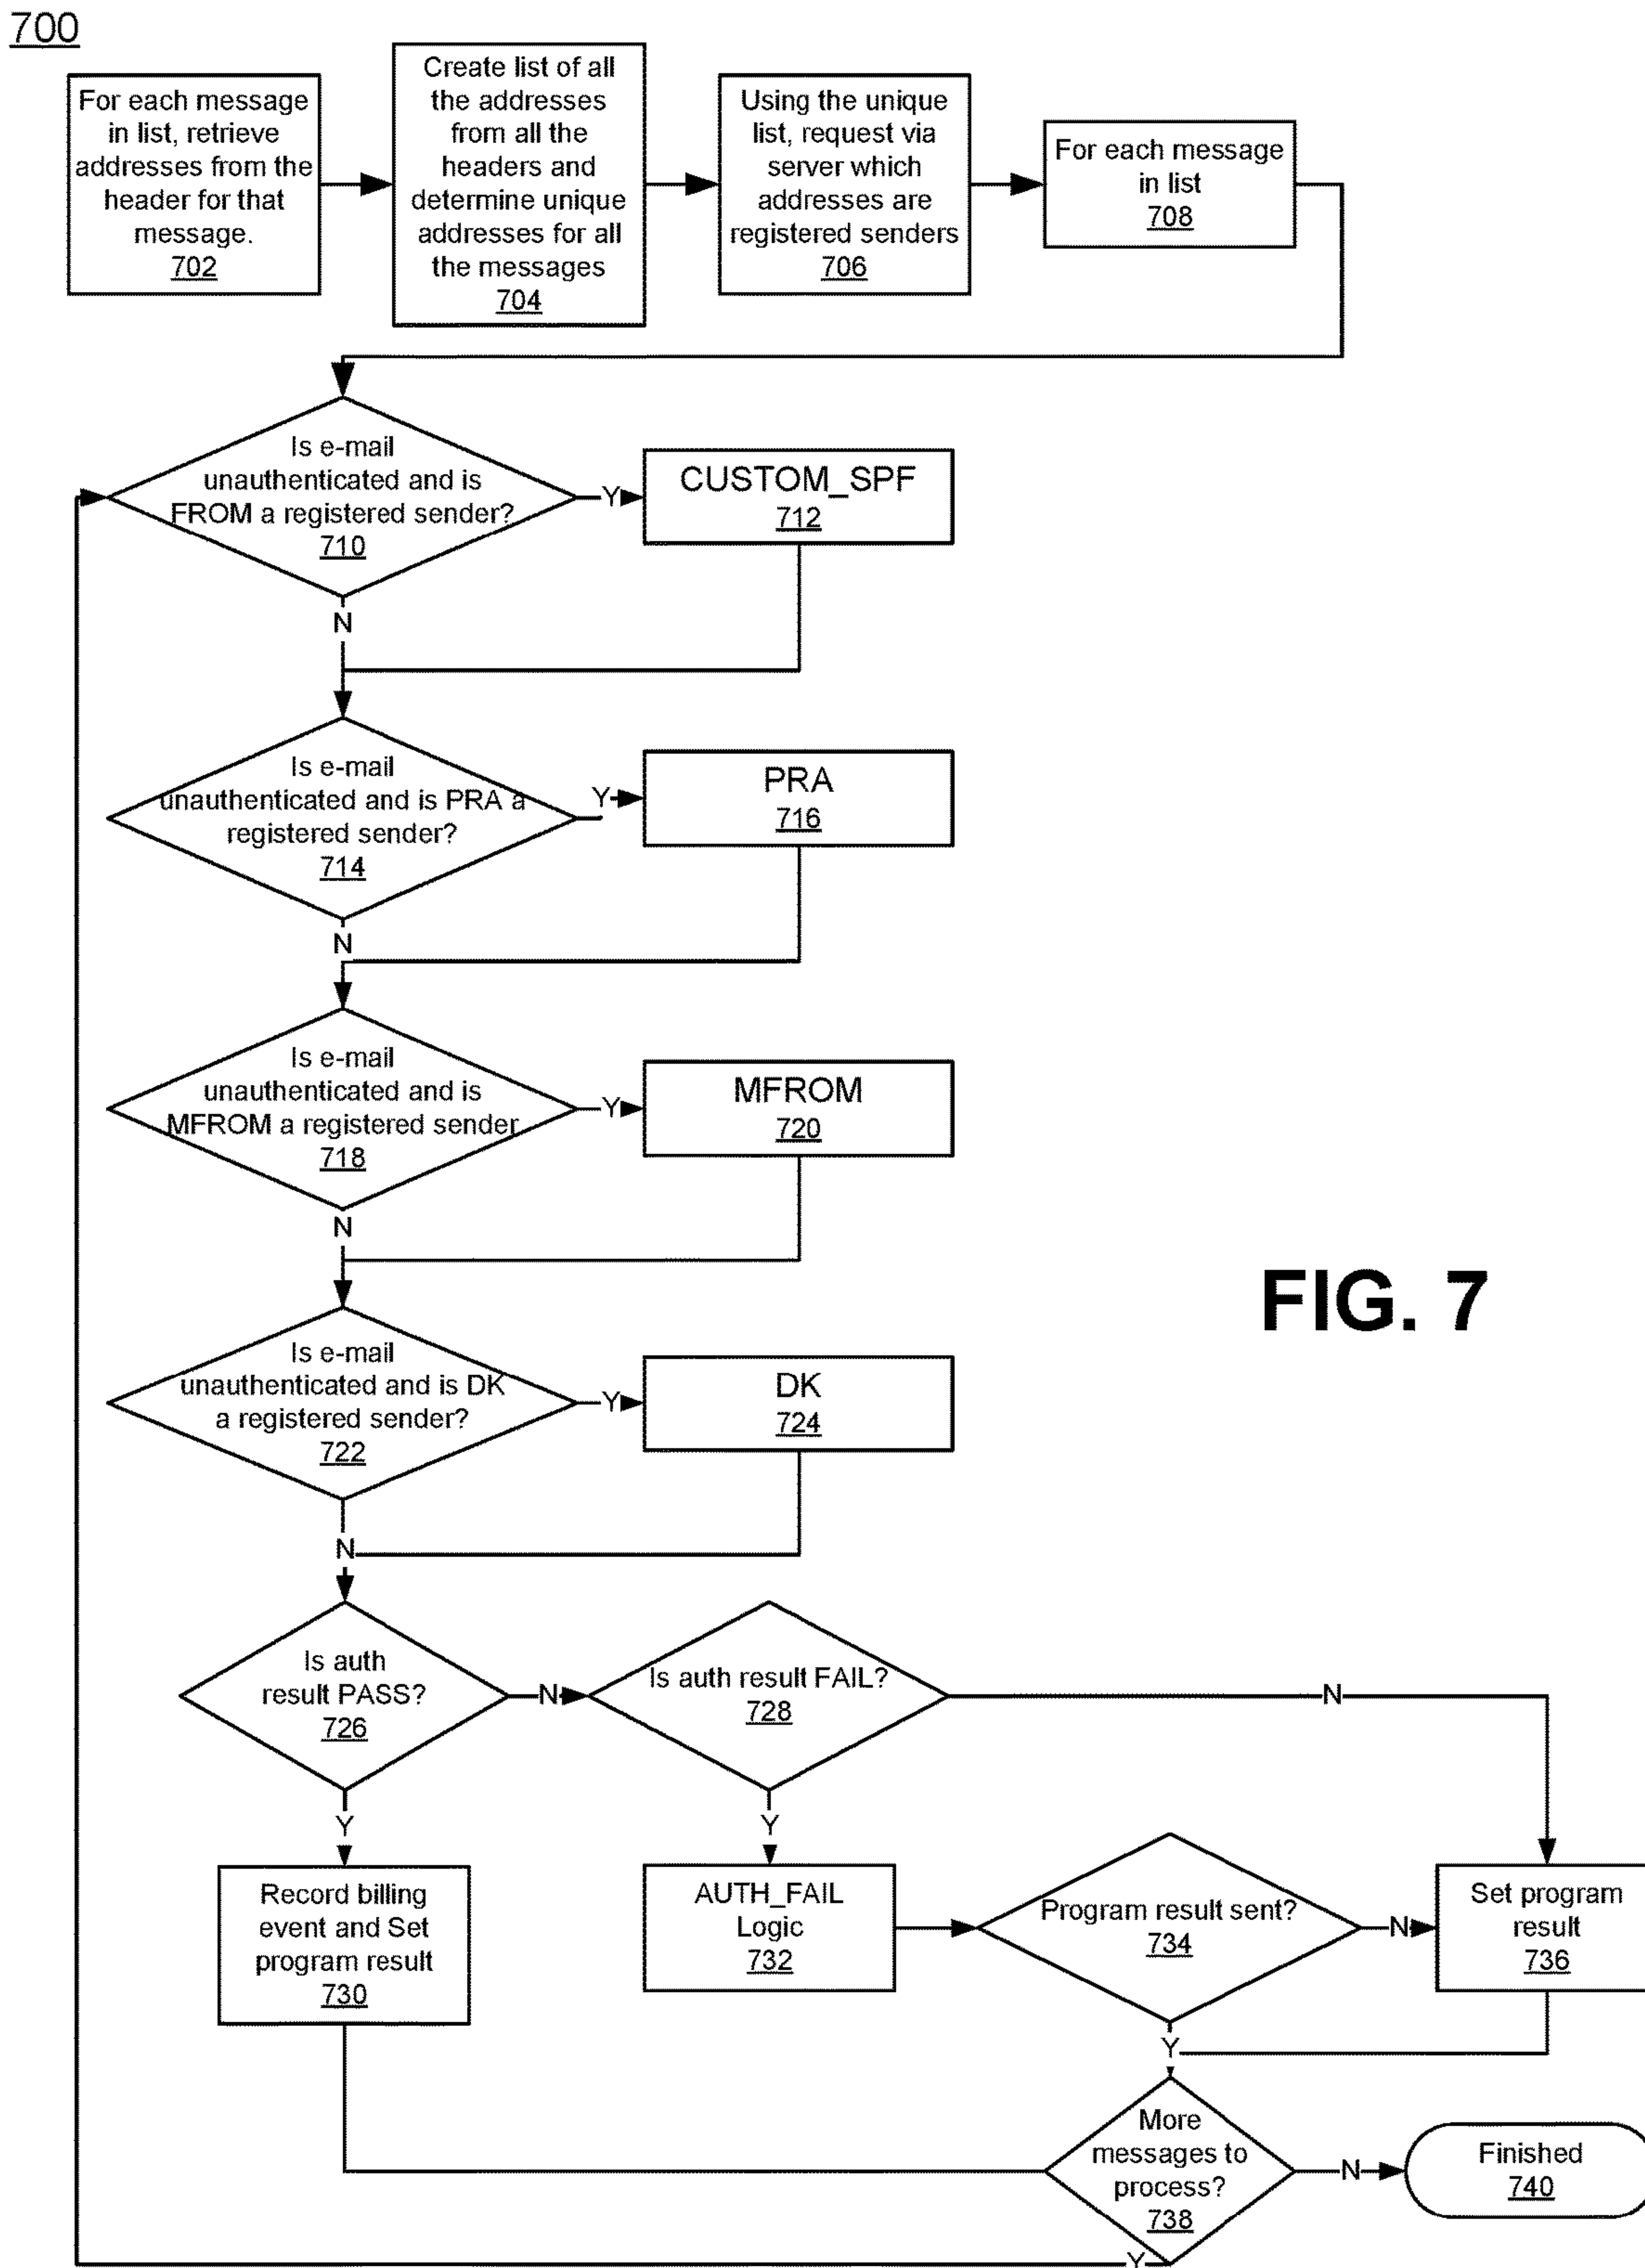 700
For each message
in list, retrieve
addresses from the
header for that
message.
702
Create list of all
the addresses
from all the
headers and
determine unique
addresses for all
the messages
704
Using the unique
list, request via
server which
addresses are
registered senders
706
For each message
in list
708
Is e-mail
unauthenticated and is
FROM a registered sender?
710
Y
CUSTOM_SPF
712
N
Is e-mail
unauthenticated and is PRA a
registered sender?
714
Y
PRA
716
N
Is e-mail
unauthenticated and is
MFROM a registered sender
718
Y
MFROM
720
N
Is e-mail
unauthenticated and is DK
a registered sender?
722
Y
DK
724
N
FIG. 7
Is auth
result PASS?
726
N
Is auth result FAIL?
728
N
Y
Y
Record billing
event and Set
program result
730
AUTH_FAIL
Logic
732
Program result sent?
734
N
Set program
result
736
Y
More
messages to
process?
738
N
Finished
740
Y